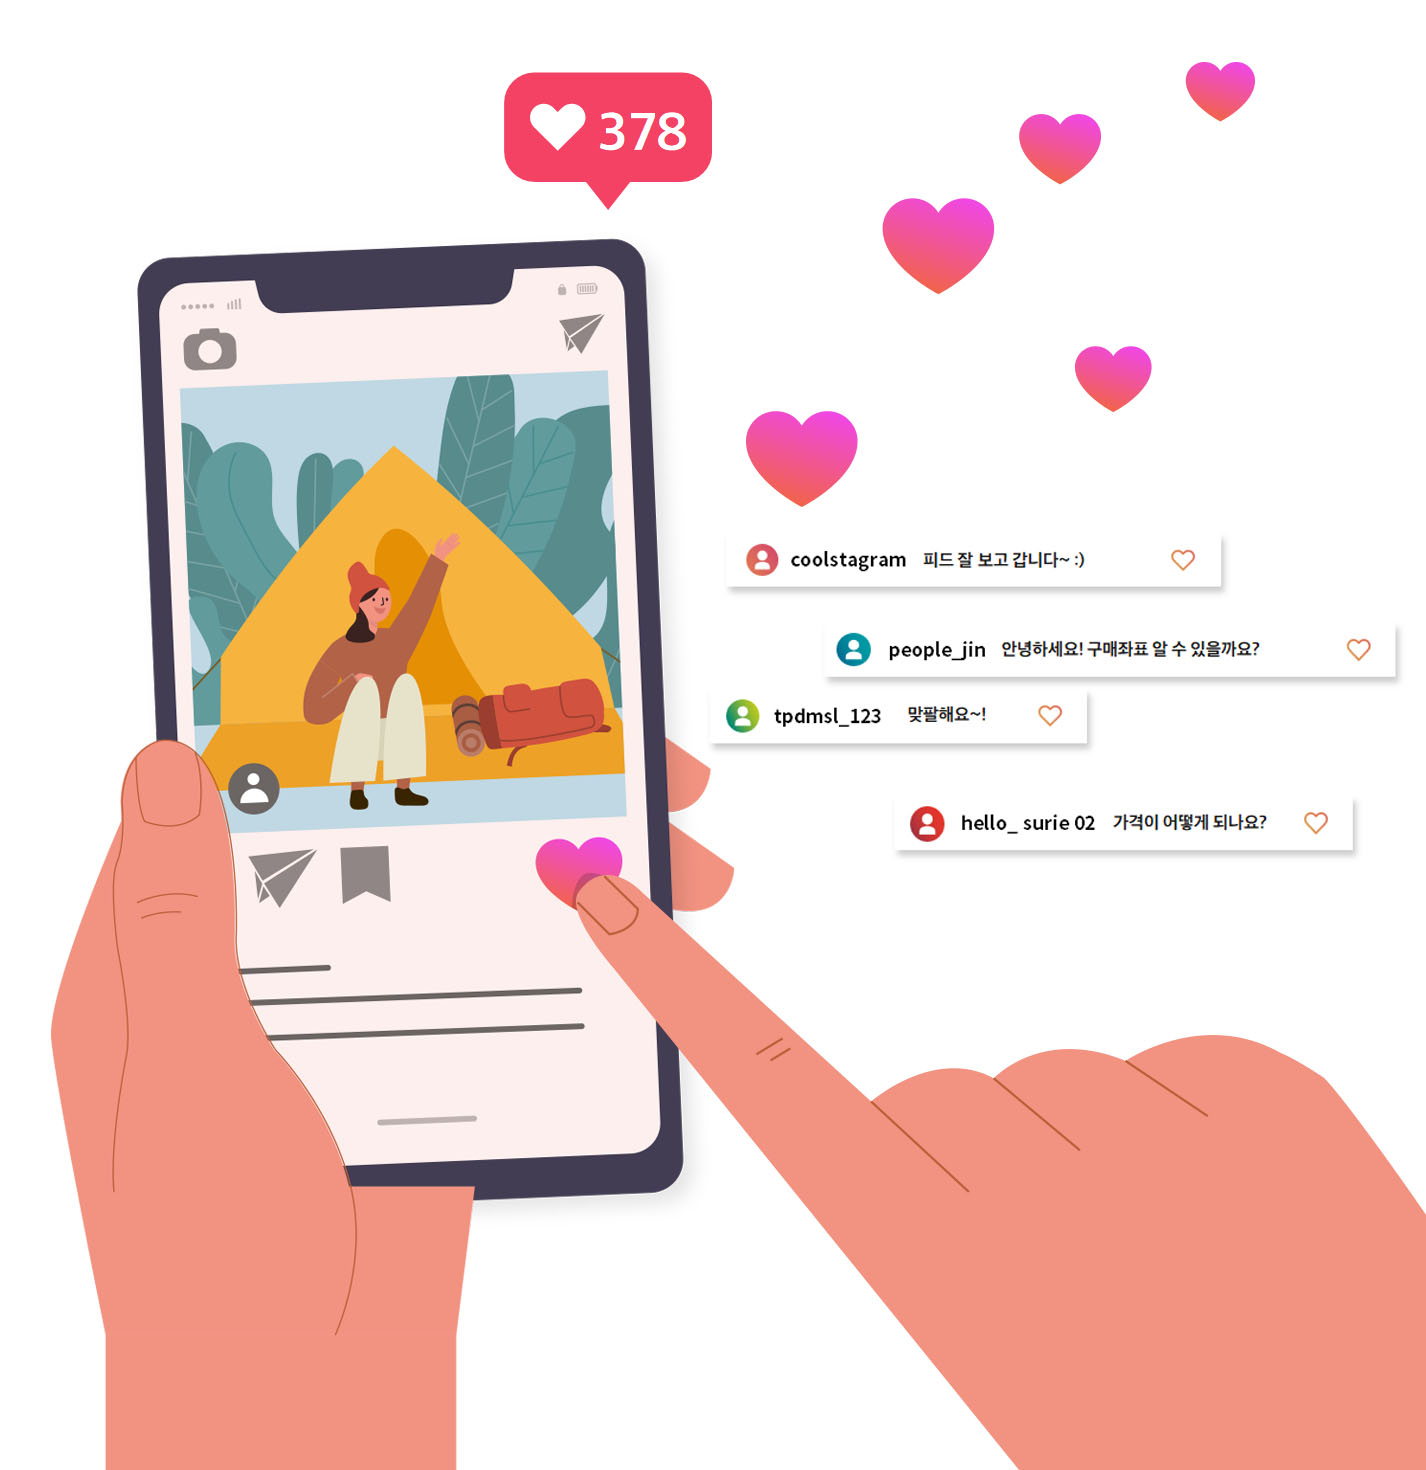 378
coolstagram 피드 잘 보고 갑니다~ :)
people_jin 안녕하세요! 구매좌표 알 수 있을까요?
tpdmsl_123 맞팔해요~!
hello_ surie 02 가격이 어떻게 되나요?